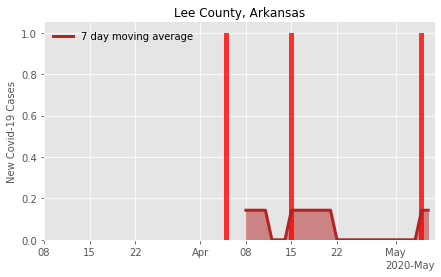 Lee County, Arkansas
7 day moving average
New Covid-19 Cases
1.0
0.8
0.6
0.4
0.2
0.0
08 15 22 Apr 08 15 22 May
2020-May